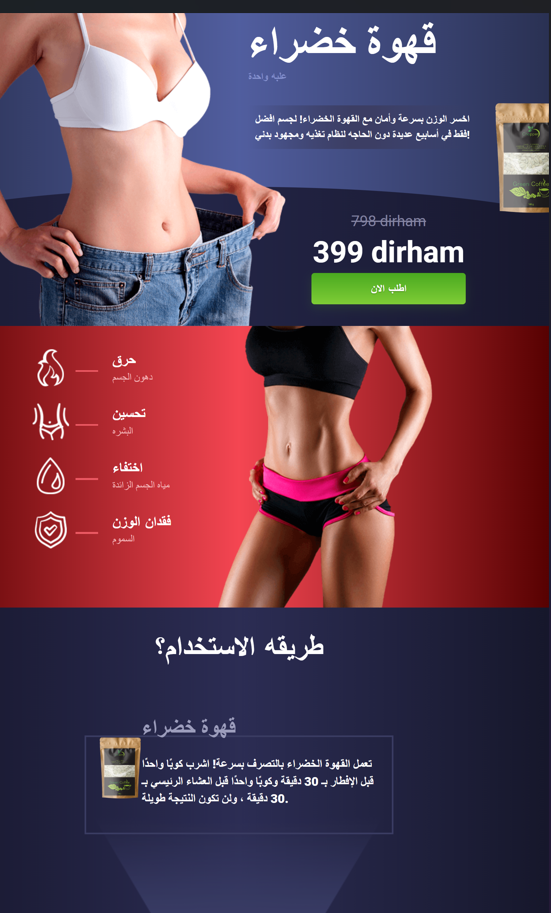 قهوة خضراء
علبه واحدة
اخسر الوزن بسرعة وأمان مع القهوة الخضراء! لجسم افضل
فقط في أسابيع عديدة دون الحاجه لنظام تغذيه ومجهود بدني!
798 dirham
399 dirham
اطلب الان
حرق
دهون الجسم
تحسين
البشره
اختفاء
مياه الجسم الزائدة
فقدان الوزن
السموم
طريقه الاستخدام؟
قهوة خضراء
تعمل القهوة الخضراء بالتصرف بسرعة! اشرب كوبًا واحدًا
قبل الإفطار بـ 30 دقيقة وكوبًا واحدًا قبل العشاء الرئيسي بـ
30 دقيقة ، ولن تكون النتيجة طويلة.